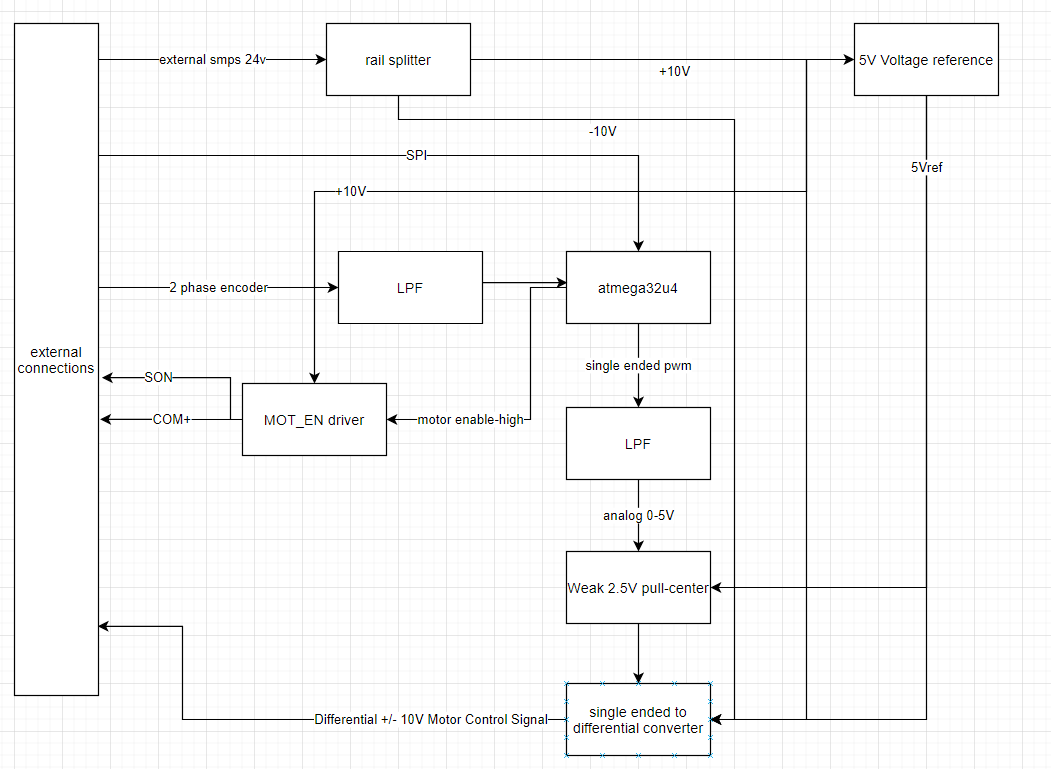 external smps 24v
rail splitter
+10V
5V Voltage reference
-10V
SPI
5Vref
+10V
2 phase encoder
LPF
atmega32u4
external
connections
single ended pwm
SON
COM+
MOT_EN driver
motor enable-high
LPF
analog 0-5V
Weak 2.5V pull-center
Differential +/- 10V Motor Control Signal
single ended to
differential converter